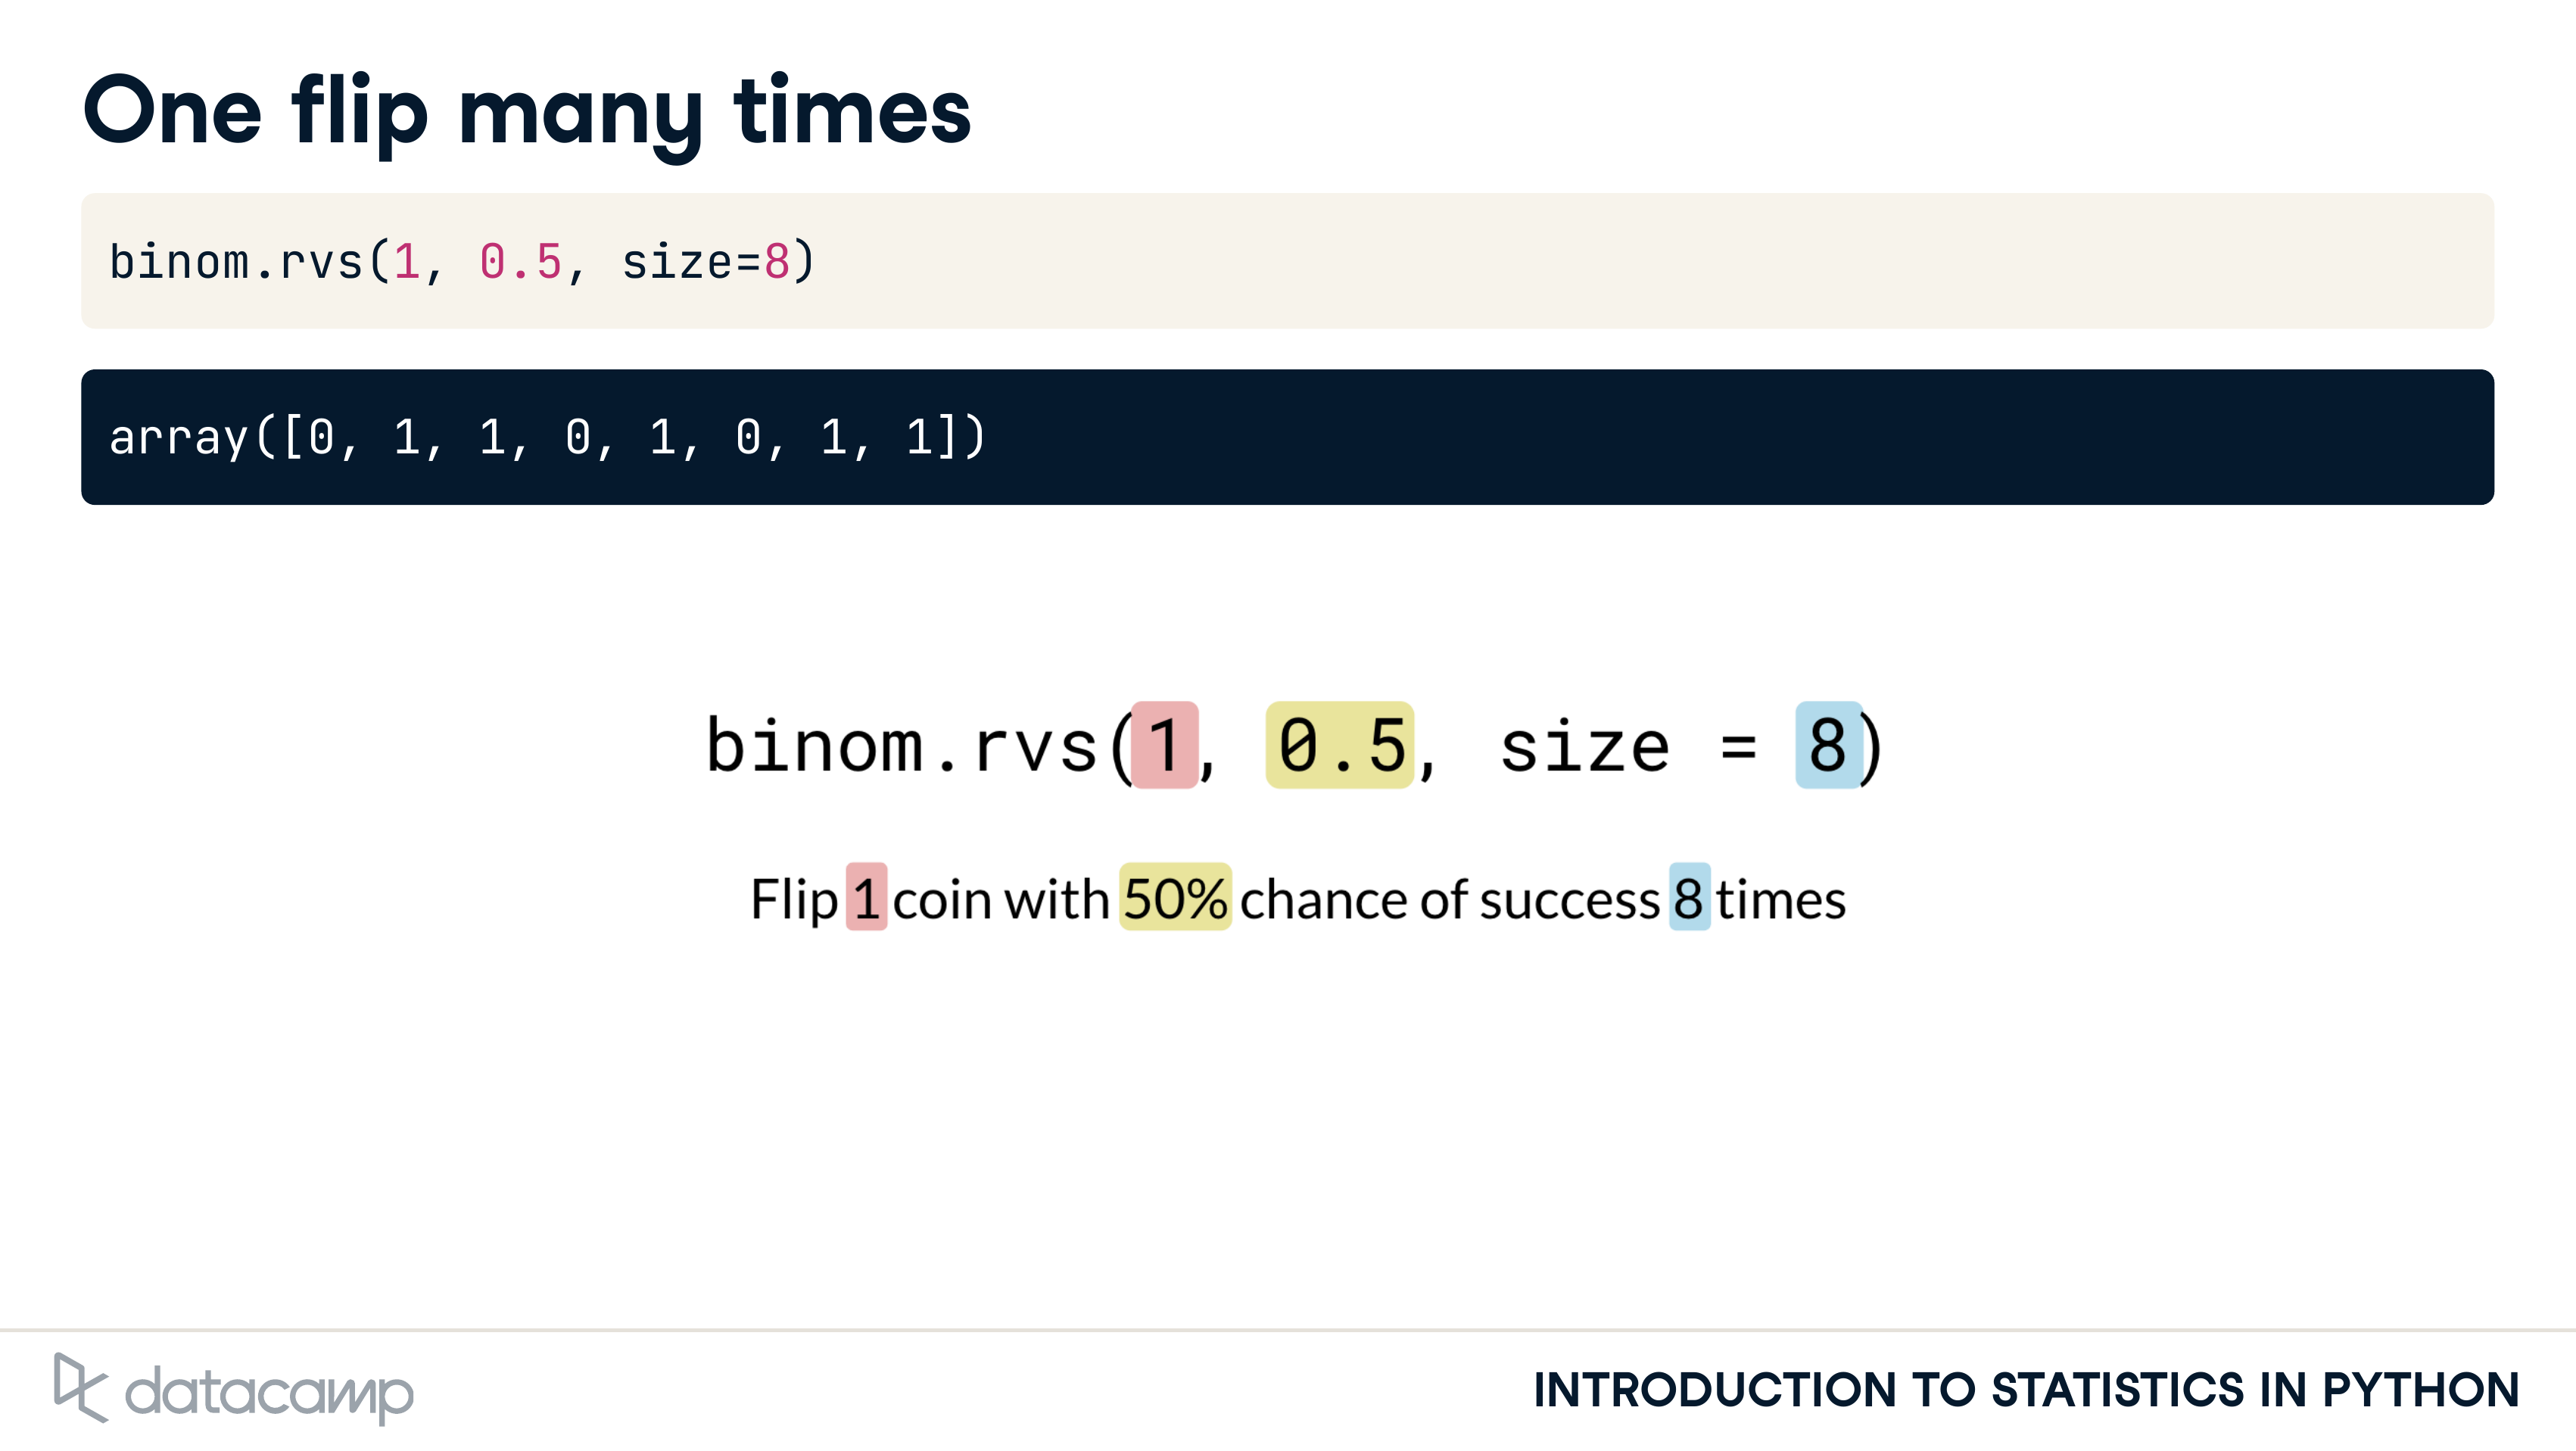 One flip many times
binom.rvs(1, 0.5, size=8)
array([0, 1, 1, 0, 1, 0, 1, 1])
binom.rvs(1, 0.5, size = 8)
Flip 1 coin with 50% chance of success 8 times
datacamp
INTRODUCTION TO STATISTICS IN PYTHON